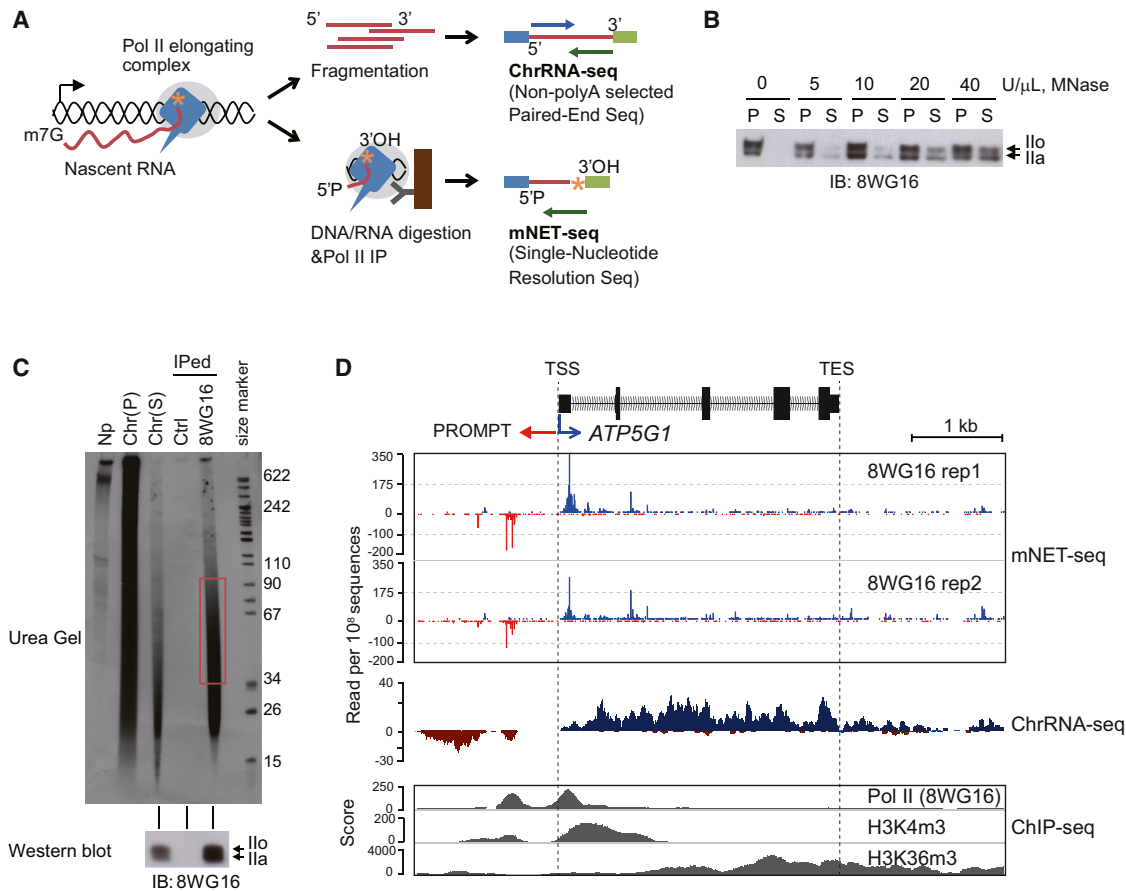 A
Pol II elongating
complex
m7G
Nascent RNA
5’ 3’
Fragmentation
3’
5’
ChrRNA-seq
(Non-polyA selected
Paired-End Seq)
3’OH
5’P
DNA/RNA digestion
&Pol II IP
3’OH
5’P
mNET-seq
(Single-Nucleotide
Resolution Seq)
B
0 5 10 20 40 U/μL, MNase
P S P S P S P S P S
IIo
IIa
IB: 8WG16
C
IPed
Np
Chr(P)
Chr(S)
Ctrl
8WG16
size marker
622
242
110
90
67
34
26
15
Urea Gel
Western blot
IIo
IIa
IB: 8WG16
D
TSS TES
PROMPT ATP5G1
1 kb
Read per 10⁸ sequences
350
175
0
-100
-200
8WG16 rep1
350
175
0
-100
-200
8WG16 rep2
mNET-seq
40
0
-30
ChrRNA-seq
Score
250
0
Pol II (8WG16)
200
0
H3K4m3
4000
0
H3K36m3
ChIP-seq